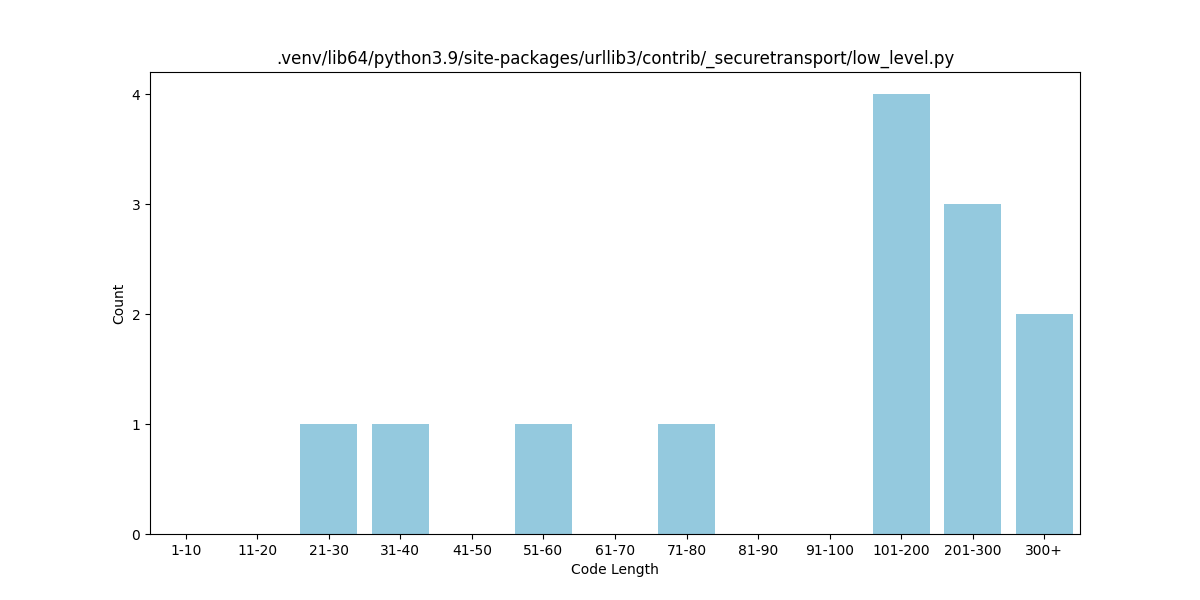 .venv/lib64/python3.9/site-packages/urllib3/contrib/_securetransport/low_level.py
4
3
2
1
0
Count
1-10 11-20 21-30 31-40 41-50 51-60 61-70 71-80 81-90 91-100 101-200 201-300 300+
Code Length